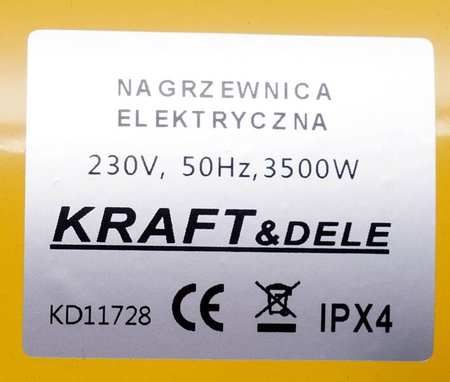 NAGRZEWNICA
ELEKTRYCZNA
230V, 50Hz,3500W
KRAFT&DELE
KD11728 CE IPX4